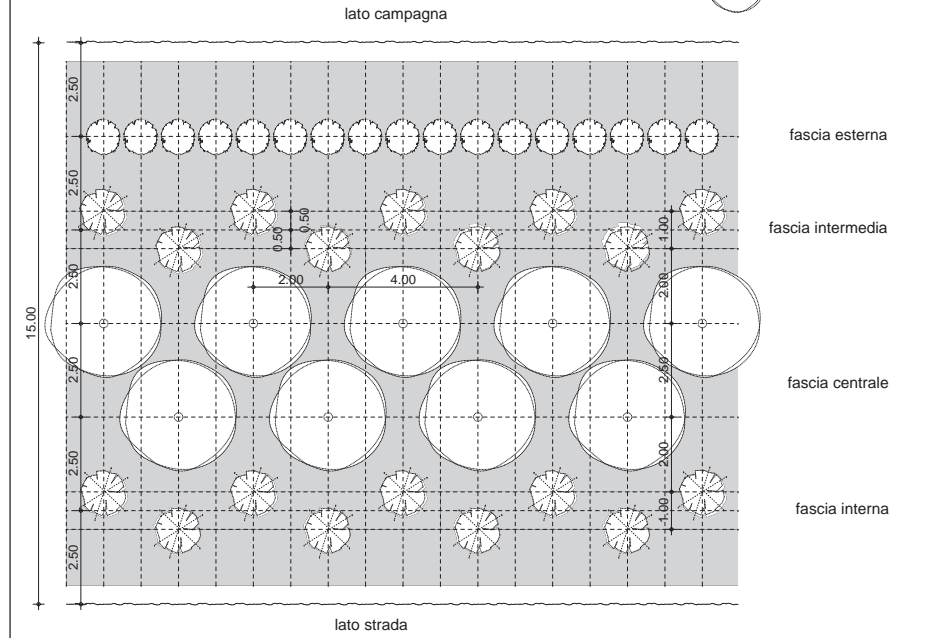 lato campagna
2.50
fascia esterna
2.50
0.50
0.50
1.00
fascia intermedia
2.50
2.00
4.00
2.00
15.00
2.50
2.50
fascia centrale
2.50
2.00
1.00
fascia interna
2.50
lato strada